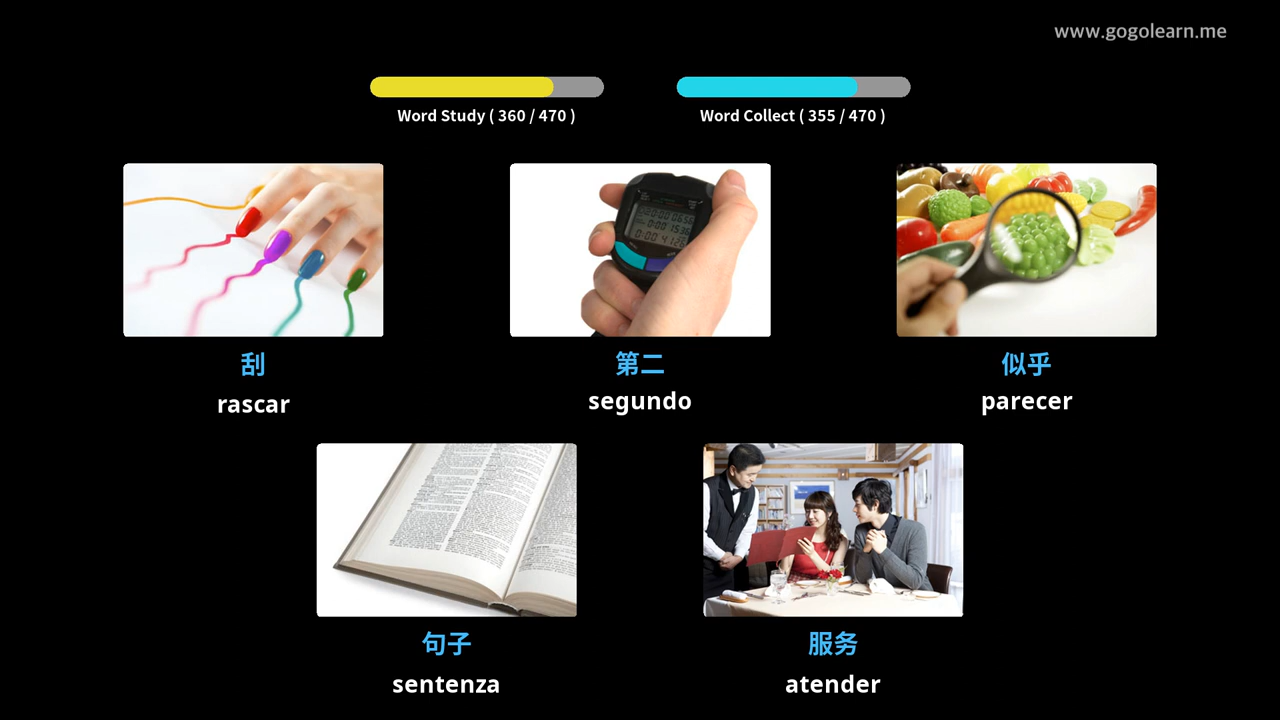 www.gogolearn.me
Word Study ( 360 / 470 )
Word Collect ( 355 / 470 )
刮
rascar
第二
segundo
似乎
parecer
句子
sentenza
服务
atender